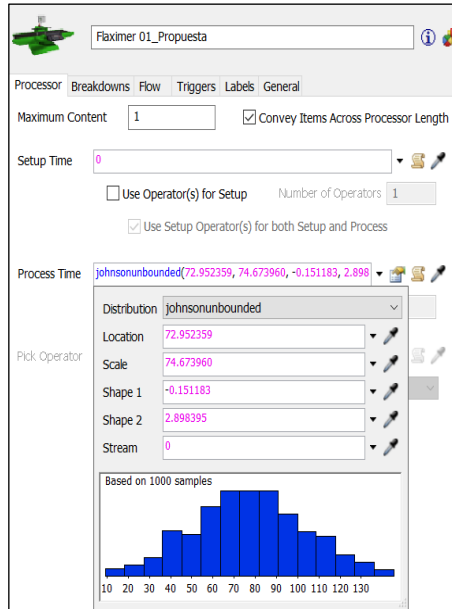 Flaximer 01_Propuesta
Processor Breakdowns Flow Triggers Labels General
Maximum Content 1 Convey Items Across Processor Length
Setup Time 0
Use Operator(s) for Setup Number of Operators 1
Use Setup Operator(s) for both Setup and Process
Process Time johnsonunbounded(72.952359, 74.673960, -0.151183, 2.898
Distribution johnsonunbounded
Location 72.952359
Scale 74.673960
Pick Operator
Shape 1 -0.151183
Shape 2 2.898395
Stream 0
Based on 1000 samples
10 20 30 40 50 60 70 80 90 100 110 120 130